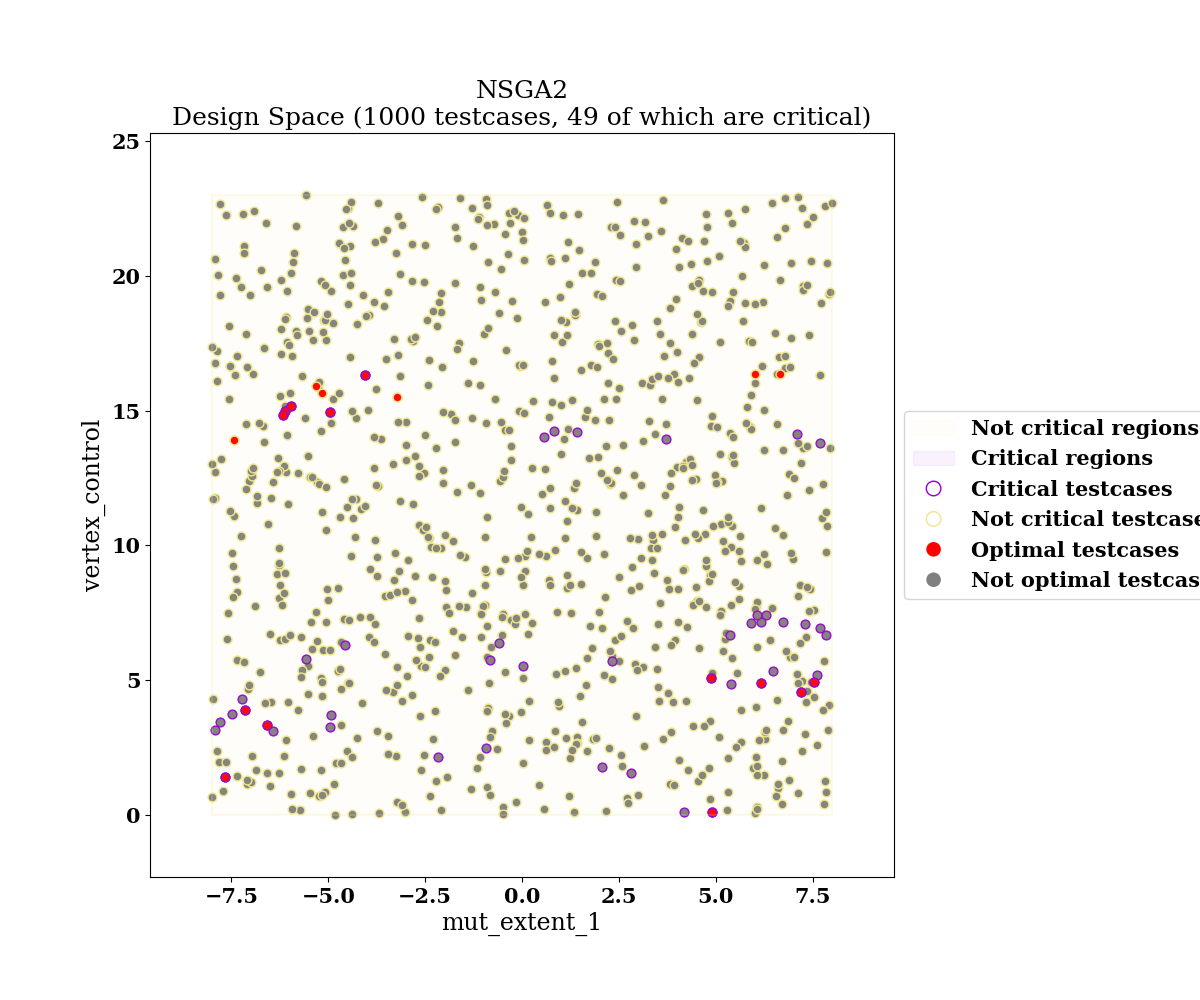 NSGA2
Design Space (1000 testcases, 49 of which are critical)
25
20
15
10
5
0
vertex_control
−7.5 −5.0 −2.5 0.0 2.5 5.0 7.5
mut_extent_1
Not critical regions
Critical regions
Critical testcases
Not critical testcase
Optimal testcases
Not optimal testcas